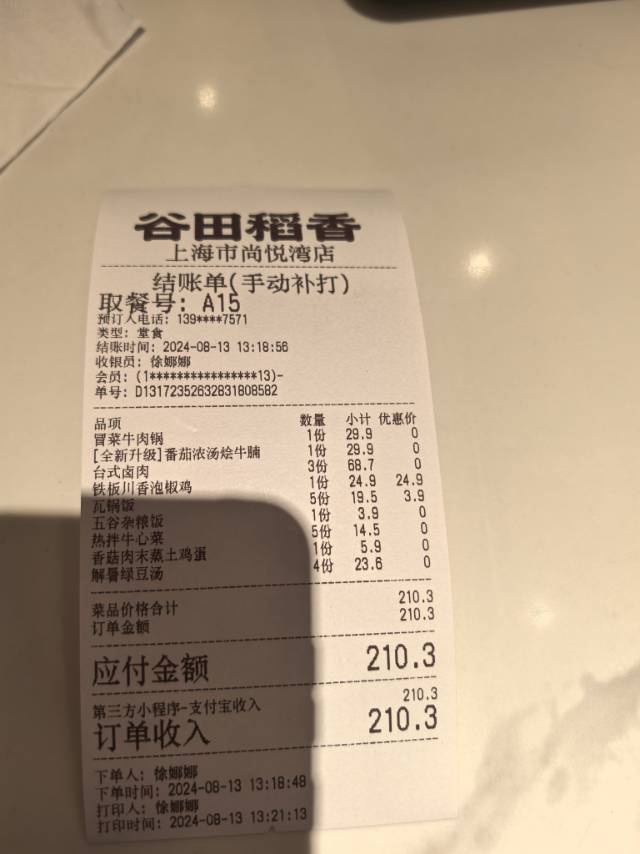 谷田稻香
上海市尚悦湾店
结账单(手动补打)
取餐号: A15
预订人电话: 139****7571
类型: 堂食
结账时间: 2024-08-13 13:18:56
收银员: 徐娜娜
会员: (1****************13)-
单号: D13172352632831808582
品项 数量 小计 优惠价
冒菜牛肉锅 1份 29.9 0
[全新升级]番茄浓汤烩牛腩 1份 29.9 0
台式卤肉 3份 68.7 0
铁板川香泡椒鸡 1份 24.9 24.9
瓦锅饭 5份 19.5 3.9
五谷杂粮饭 1份 3.9 0
热拌牛心菜 5份 14.5 0
香菇肉末蒸土鸡蛋 1份 5.9 0
解暑绿豆汤 4份 23.6 0
菜品价格合计 210.3
订单金额 210.3
应付金额 210.3
第三方小程序-支付宝收入 210.3
订单收入 210.3
下单人: 徐娜娜
下单时间: 2024-08-13 13:18:48
打印人: 徐娜娜
打印时间: 2024-08-13 13:21:13